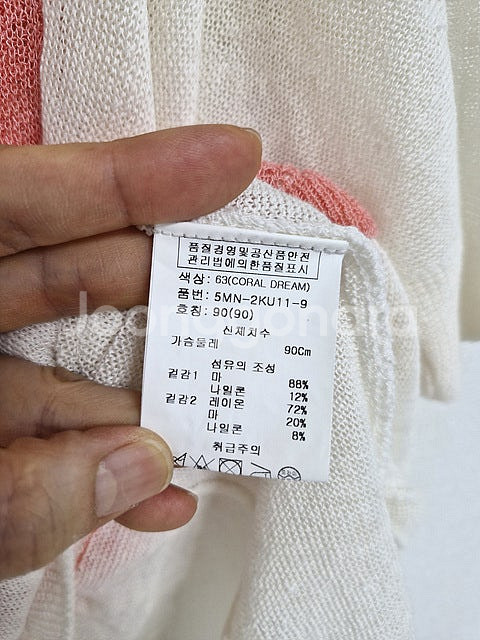 품질경영및공산품안전
관리법에의한품질표시
색상: 63(CORAL DREAM)
품번: 5MN-2KU11-9
호칭: 90(90)
신체치수
가슴둘레 90Cm
섬유의 조성
겉감1 마 88%
나일론 12%
겉감2 레이온 72%
마 20%
나일론 8%
취급주의